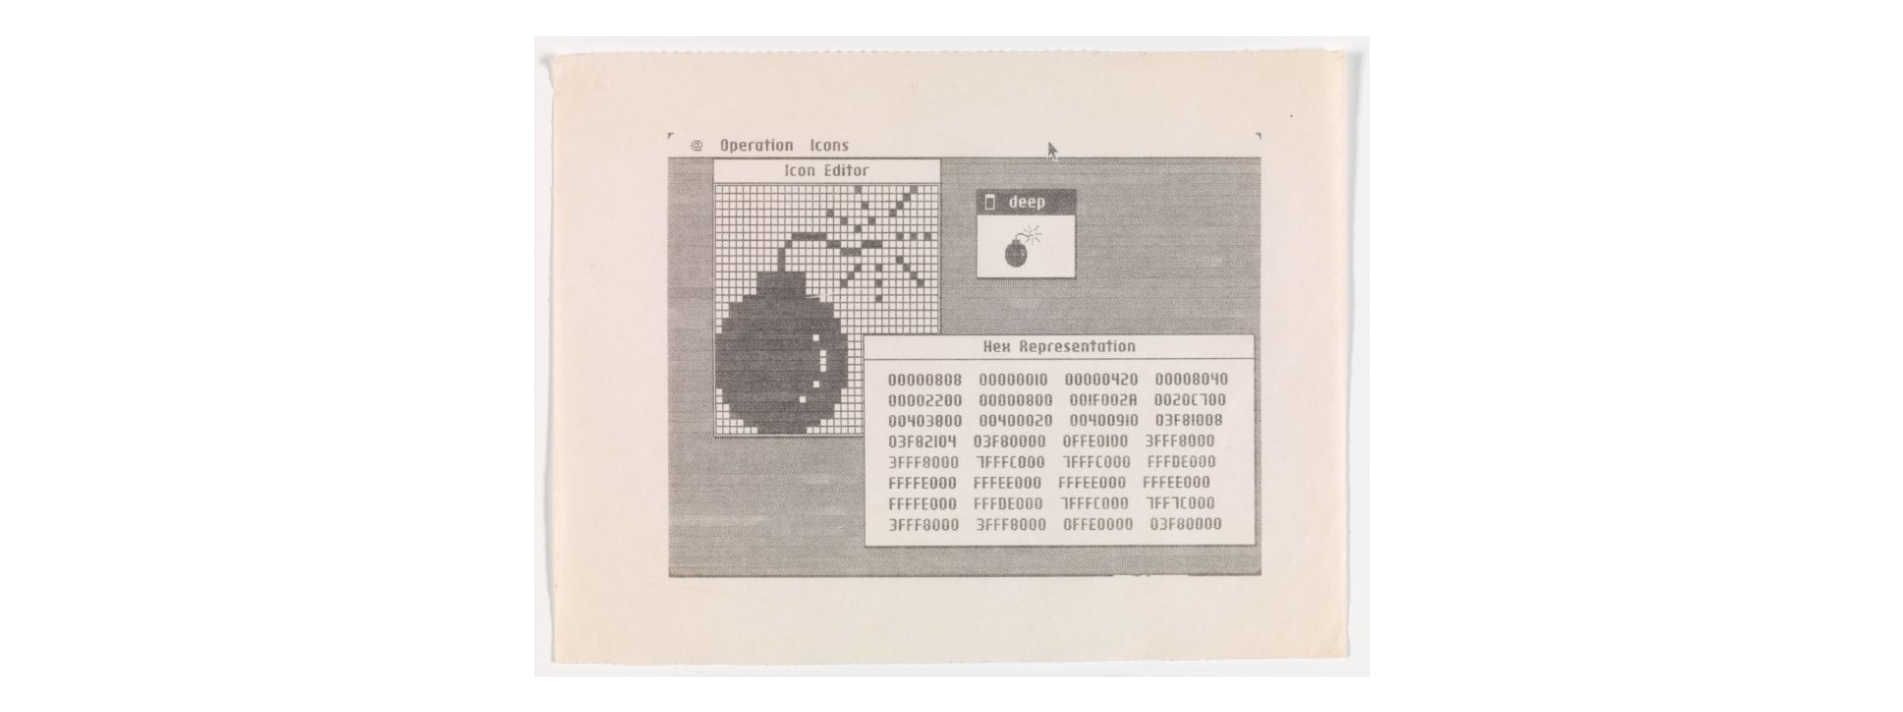 @ Operation Icons
Icon Editor
deep
Hex Representation
00000808 00000010 00000420 00008040
00002200 00000800 001F002A 0020C700
00403800 00400020 00400910 03F81008
03F82104 03F80000 0FFE0100 3FFF8000
3FFF8000 7FFFC000 7FFFC000 FFFDE000
FFFFE000 FFFEE000 FFFEE000 FFFEE000
FFFFE000 FFFDE000 7FFFC000 7FF7C000
3FFF8000 3FFF8000 0FFE0000 03F80000